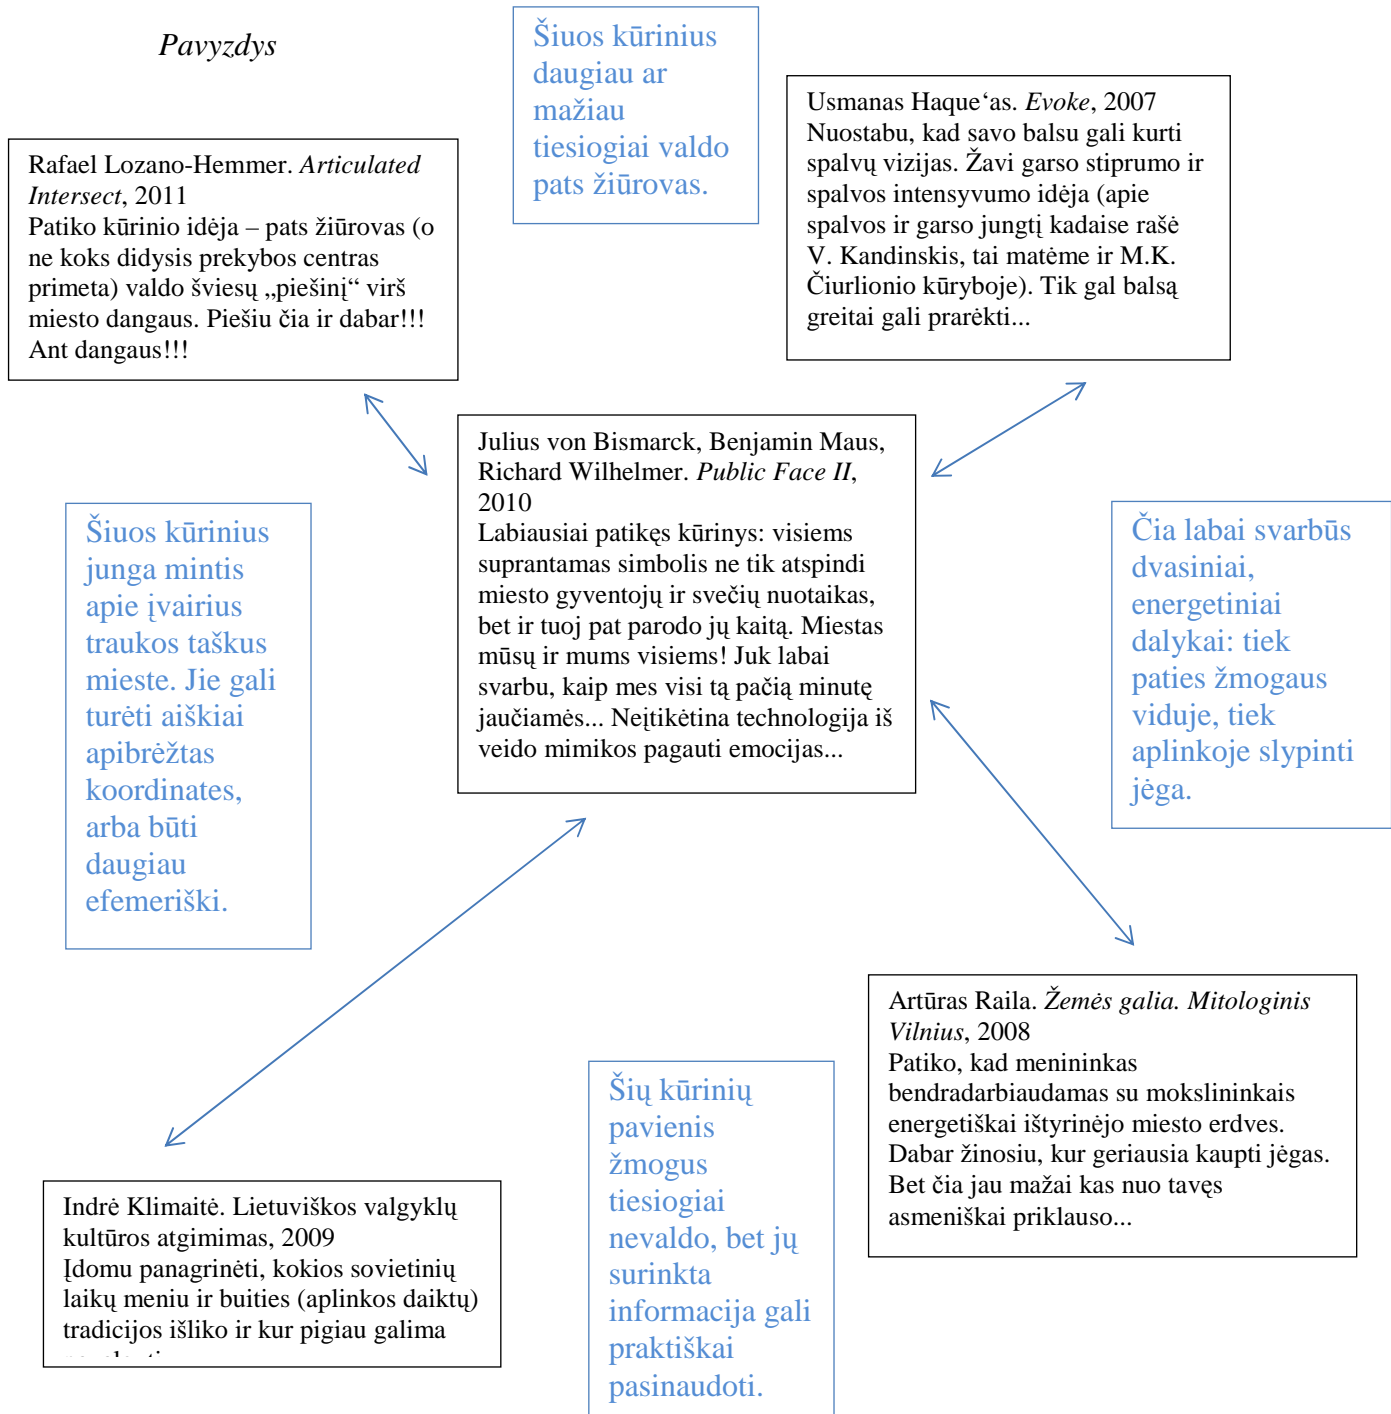 Pavyzdys
Šiuos kūrinius
daugiau ar
mažiau
tiesiogiai valdo
pats žiūrovas.
Rafael Lozano-Hemmer. Articulated
Intersect, 2011
Patiko kūrinio idėja – pats žiūrovas (o
ne koks didysis prekybos centras
primeta) valdo šviesų „piešinį“ virš
miesto dangaus. Piešiu čia ir dabar!!!
Ant dangaus!!!
Usmanas Haque‘as. Evoke, 2007
Nuostabu, kad savo balsu gali kurti
spalvų vizijas. Žavi garso stiprumo ir
spalvos intensyvumo idėja (apie
spalvos ir garso jungtį kadaise rašė
V. Kandinskis, tai matėme ir M.K.
Čiurlionio kūryboje). Tik gal balsą
greitai gali prarėkti...
Julius von Bismarck, Benjamin Maus,
Richard Wilhelmer. Public Face II,
2010
Labiausiai patikęs kūrinys: visiems
suprantamas simbolis ne tik atspindi
miesto gyventojų ir svečių nuotaikas,
bet ir tuoj pat parodo jų kaitą. Miestas
mūsų ir mums visiems! Juk labai
svarbu, kaip mes visi tą pačią minutę
jaučiamės... Neįtikėtina technologija iš
veido mimikos pagauti emocijas...
Šiuos kūrinius
junga mintis
apie įvairius
traukos taškus
mieste. Jie gali
turėti aiškiai
apibrėžtas
koordinates,
arba būti
daugiau
efemeriški.
Čia labai svarbūs
dvasiniai,
energetiniai
dalykai: tiek
paties žmogaus
viduje, tiek
aplinkoje slypinti
jėga.
Artūras Raila. Žemės galia. Mitologinis
Vilnius, 2008
Patiko, kad menininkas
bendradarbiaudamas su mokslininkais
energetiškai ištyrinėjo miesto erdves.
Dabar žinosiu, kur geriausia kaupti jėgas.
Bet čia jau mažai kas nuo tavęs
asmeniškai priklauso...
Šių kūrinių
pavienis
žmogus
tiesiogiai
nevaldo, bet jų
surinkta
informacija gali
praktiškai
pasinaudoti.
Indrė Klimaitė. Lietuviškos valgyklų
kultūros atgimimas, 2009
Įdomu panagrinėti, kokios sovietinių
laikų meniu ir buities (aplinkos daiktų)
tradicijos išliko ir kur pigiau galima